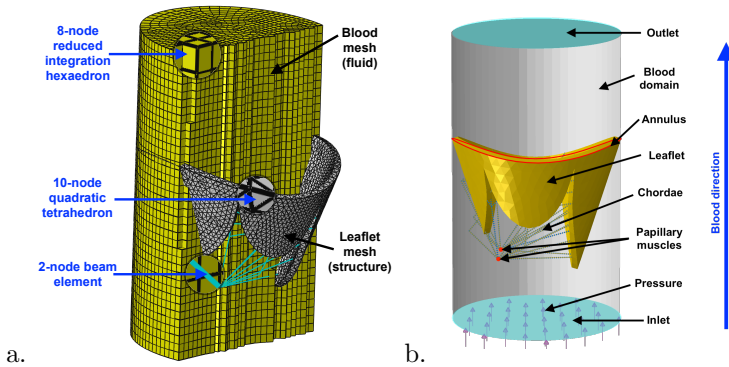 8-node
reduced
integration
hexaedron
Blood
mesh
(fluid)
10-node
quadratic
tetrahedron
Leaflet
mesh
(structure)
2-node beam
element
a.
Outlet
Blood
domain
Annulus
Leaflet
Chordae
Papillary
muscles
Pressure
Inlet
Blood direction
b.